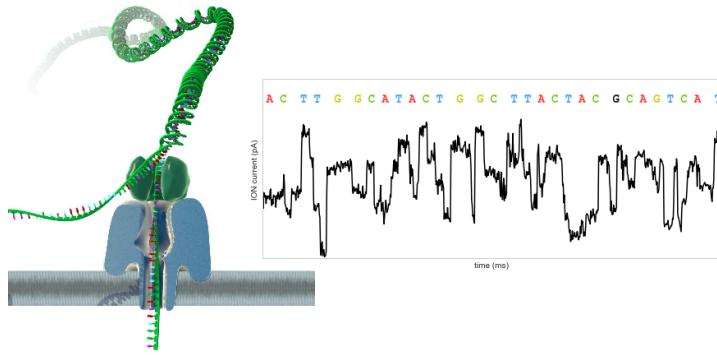 A C T T G G C A T A C T G G C T T A C T A C G C A G T C A T
ION current (pA)
time (ms)